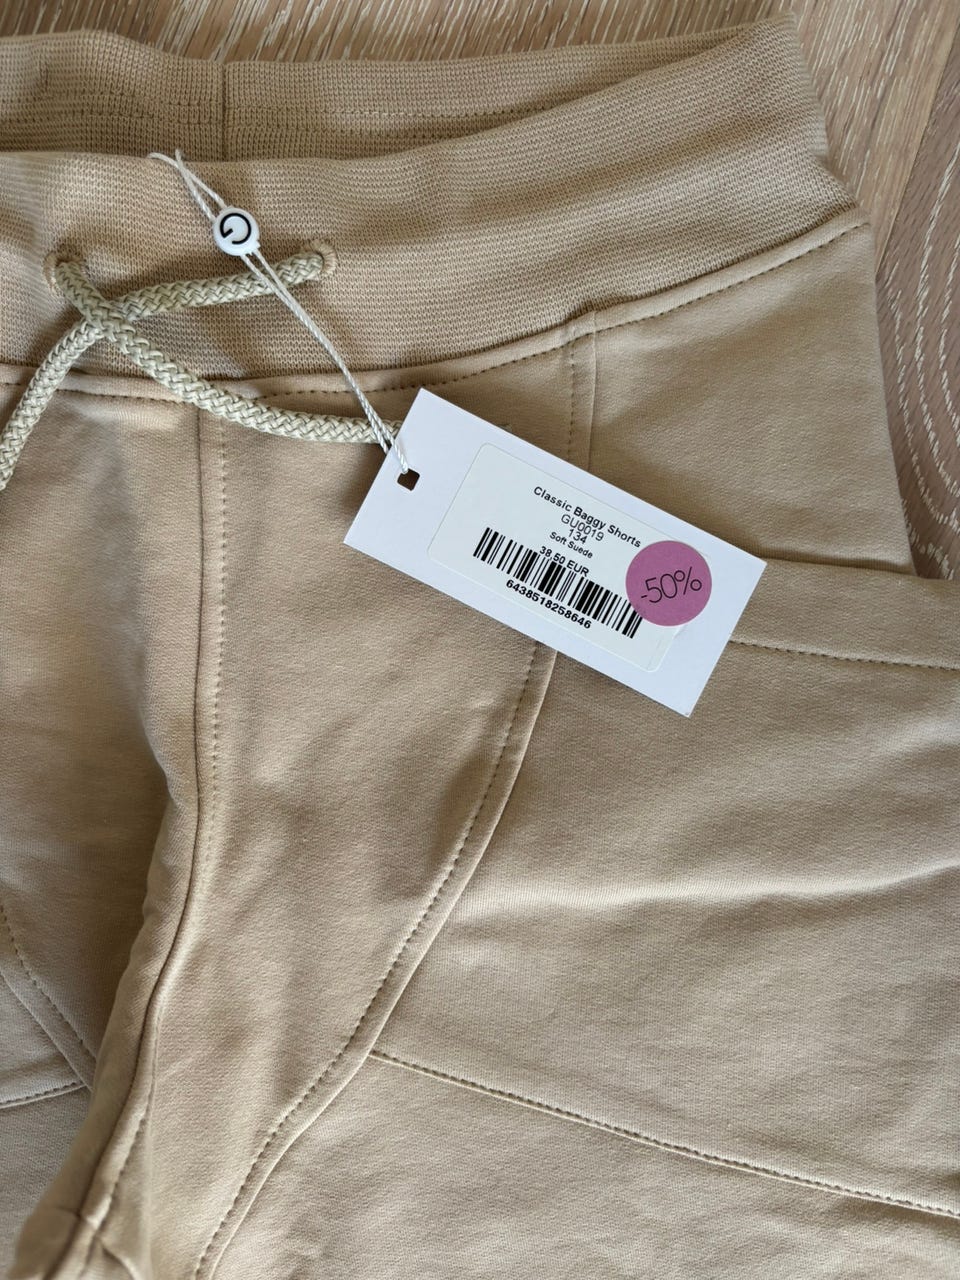 G
Classic Baggy Shorts
GU0019
134
Soft Suede
38,50 EUR
6438518258646
-50%